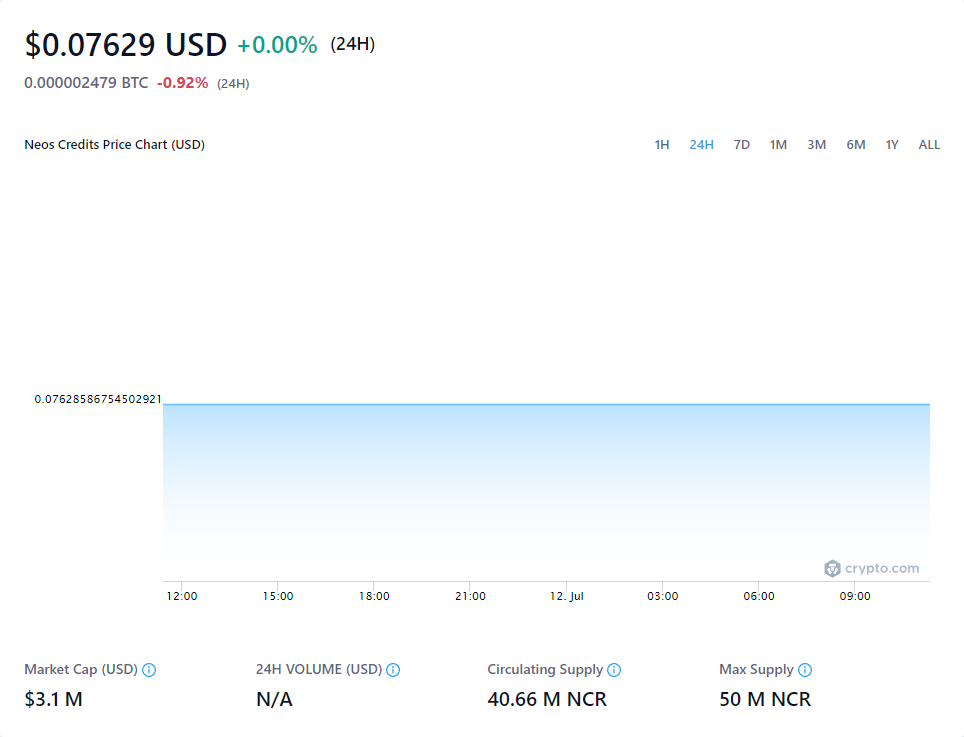 $0.07629 USD +0.00% (24H)
0.000002479 BTC -0.92% (24H)
Neos Credits Price Chart (USD) 1H 24H 7D 1M 3M 6M 1Y ALL
0.07628586754502921
crypto.com
12:00 15:00 18:00 21:00 12. Jul 03:00 06:00 09:00
Market Cap (USD) 24H VOLUME (USD) Circulating Supply Max Supply
$3.1 M N/A 40.66 M NCR 50 M NCR